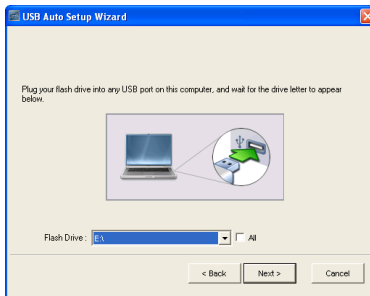 USB Auto Setup Wizard
Plug your flash drive into any USB port on this computer, and wait for the drive letter to appear
below.
Flash Drive : E:\ All
< Back Next > Cancel